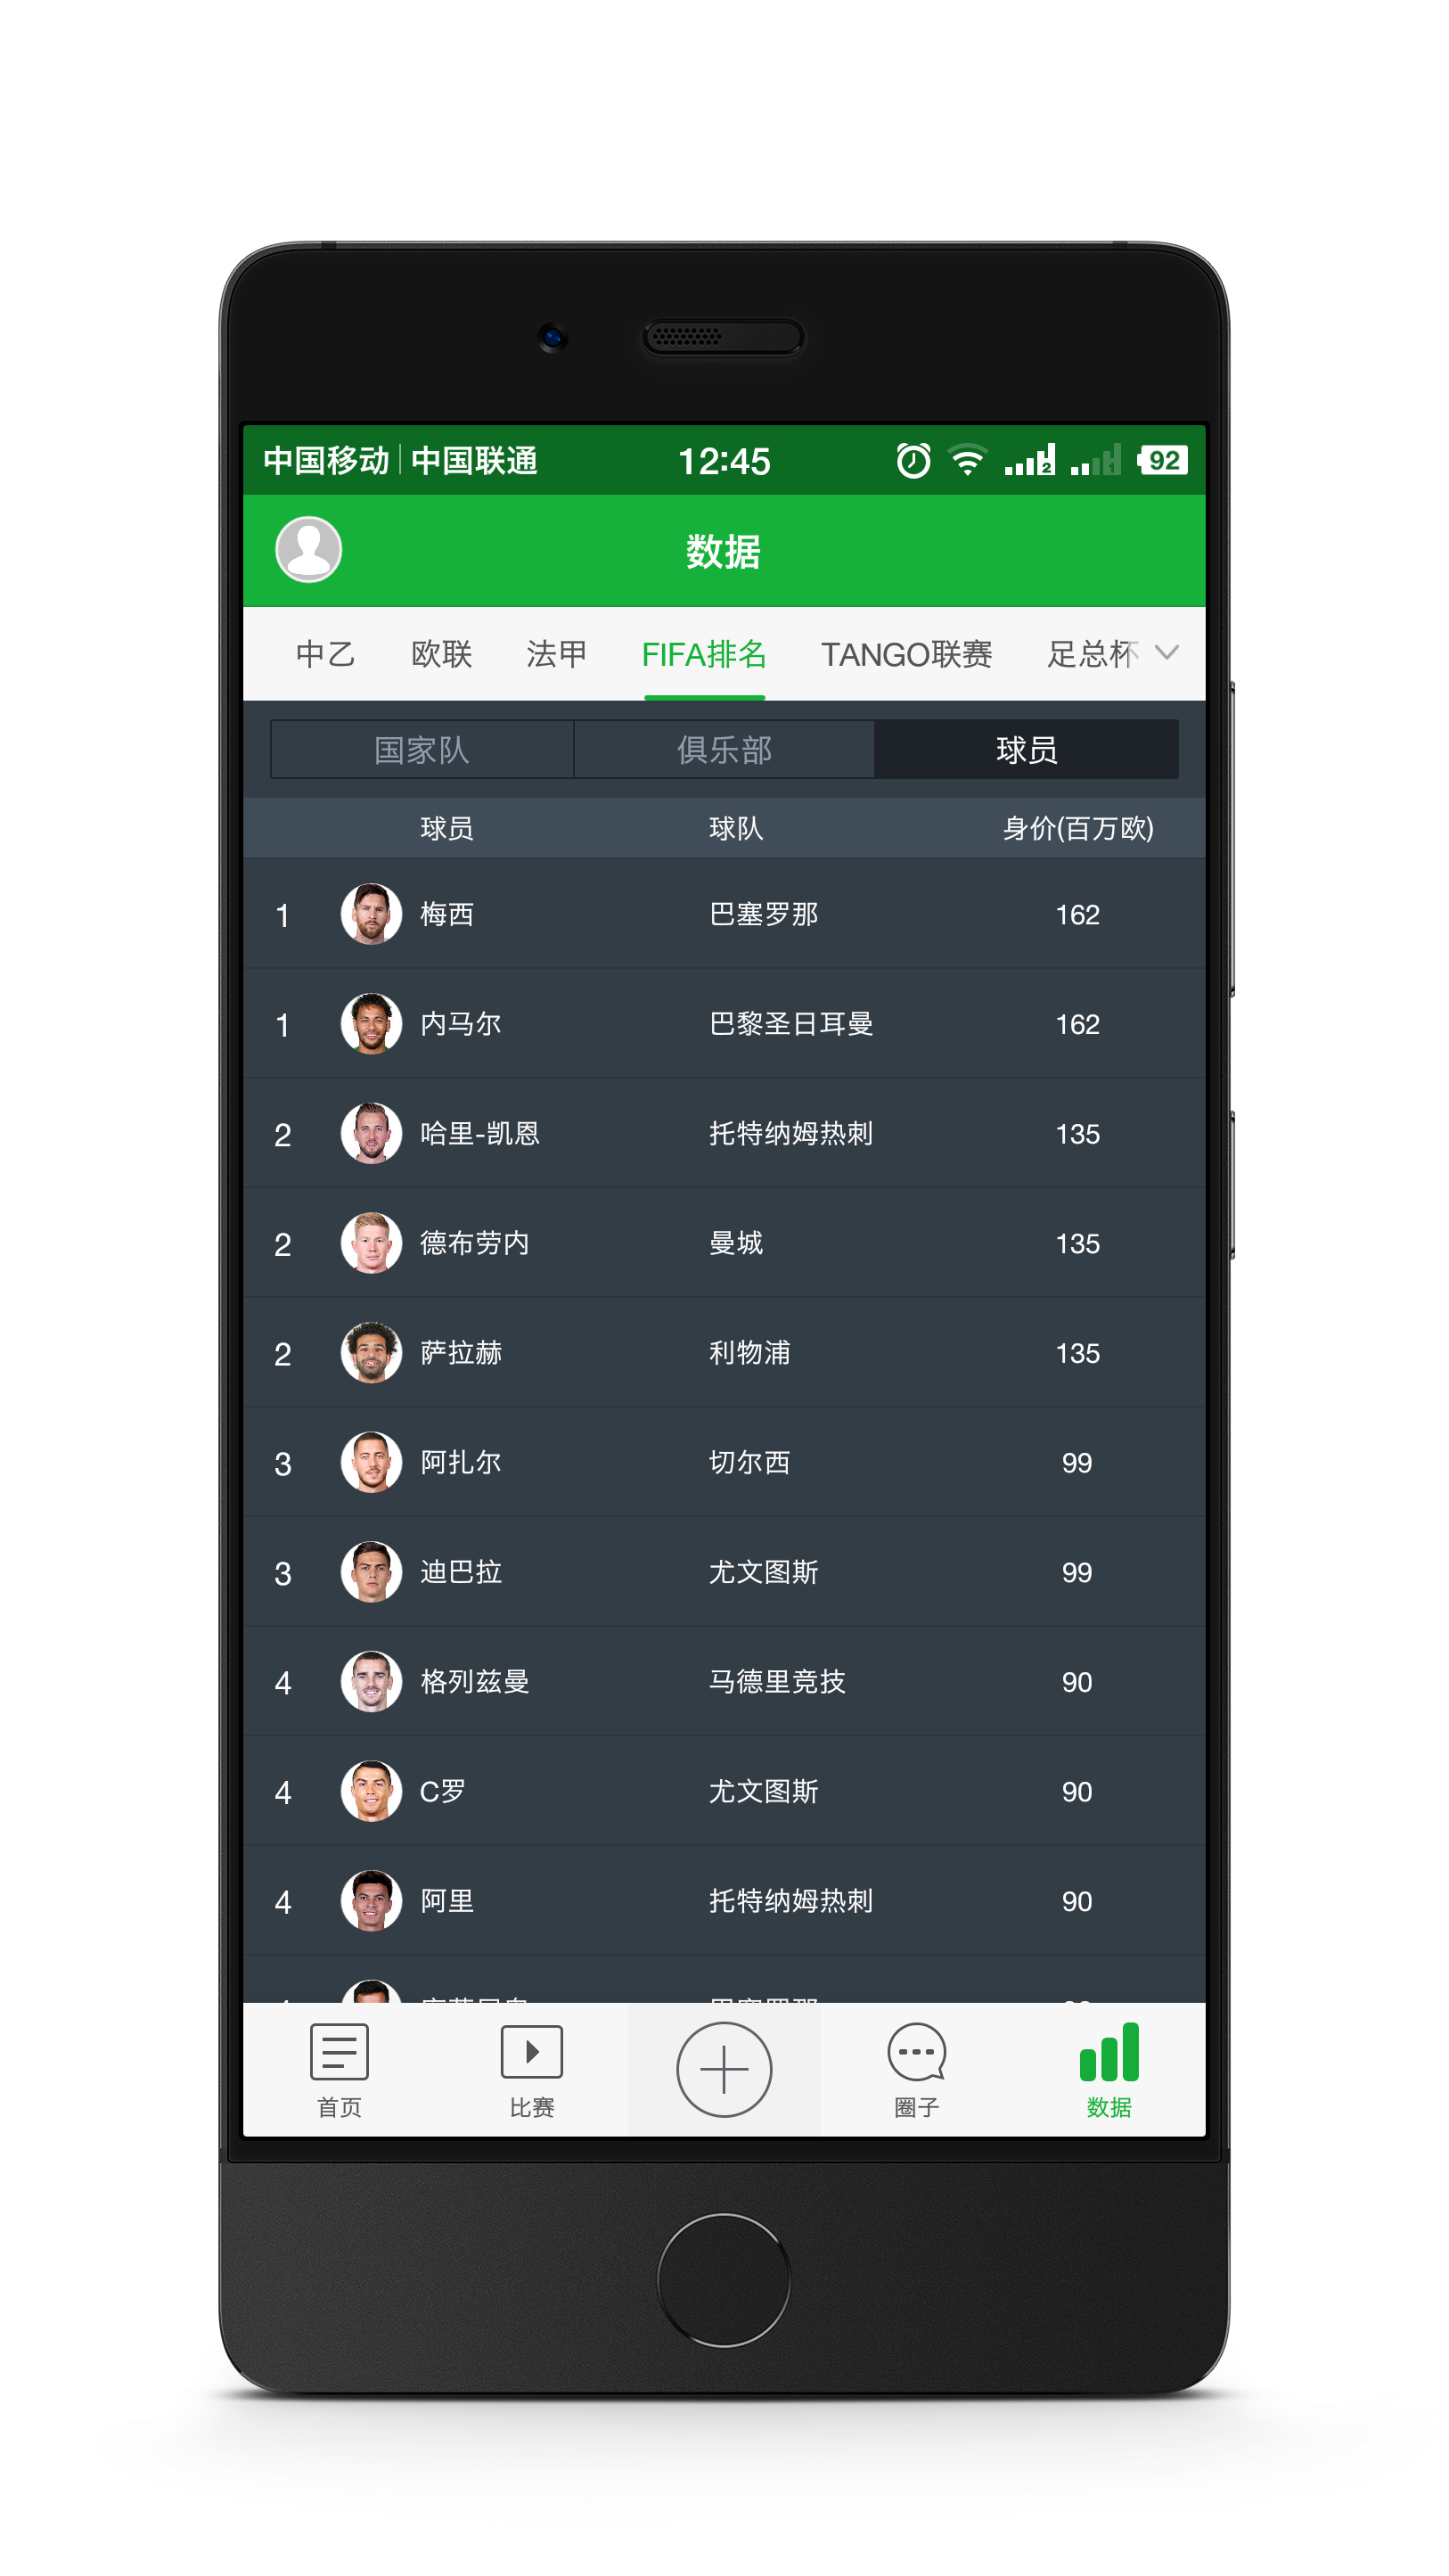 中国移动 中国联通 12:45 2 1 92
数据
中乙 欧联 法甲 FIFA排名 TANGO联赛 足总杯
国家队 俱乐部 球员
球员 球队 身价(百万欧)
1 梅西 巴塞罗那 162
1 内马尔 巴黎圣日耳曼 162
2 哈里-凯恩 托特纳姆热刺 135
2 德布劳内 曼城 135
2 萨拉赫 利物浦 135
3 阿扎尔 切尔西 99
3 迪巴拉 尤文图斯 99
4 格列兹曼 马德里竞技 90
4 C罗 尤文图斯 90
4 阿里 托特纳姆热刺 90
首页 比赛 圈子 数据